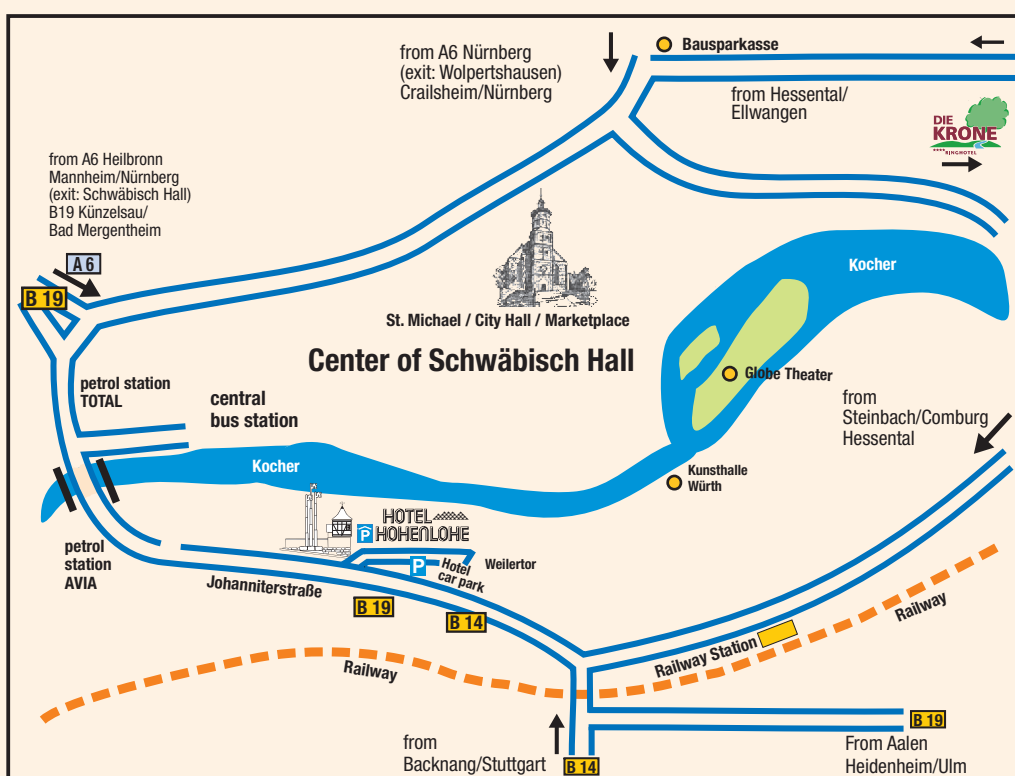 from A6 Nürnberg
(exit: Wolpertshausen)
Crailsheim/Nürnberg
Bausparkasse
from Hessental/
Ellwangen
DIE
KRONE
****RINGHOTEL
from A6 Heilbronn
Mannheim/Nürnberg
(exit: Schwäbisch Hall)
B19 Künzelsau/
Bad Mergentheim
A 6
B 19
Kocher
St. Michael / City Hall / Marketplace
Center of Schwäbisch Hall
Globe Theater
petrol station
TOTAL
central
bus station
from
Steinbach/Comburg
Hessental
Kocher
Kunsthalle
Würth
HOTEL
HOHENLOHE
P
P
Hotel
car park
Weilertor
petrol
station
AVIA
Johanniterstraße
B 19
B 14
Railway
Railway Station
Railway
B 19
from
Backnang/Stuttgart
B 14
From Aalen
Heidenheim/Ulm